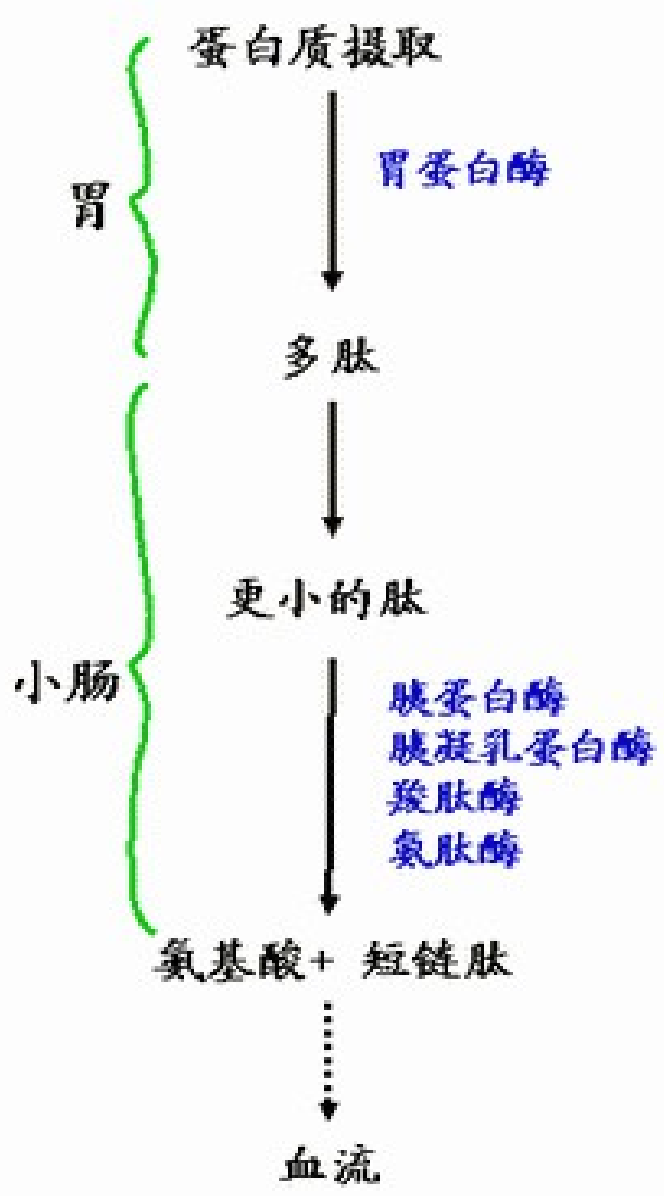 蛋白质摄取
胃蛋白酶
胃
多肽
更小的肽
小肠
胰蛋白酶
胰凝乳蛋白酶
羧肽酶
氨肽酶
氨基酸+ 短链肽
血流